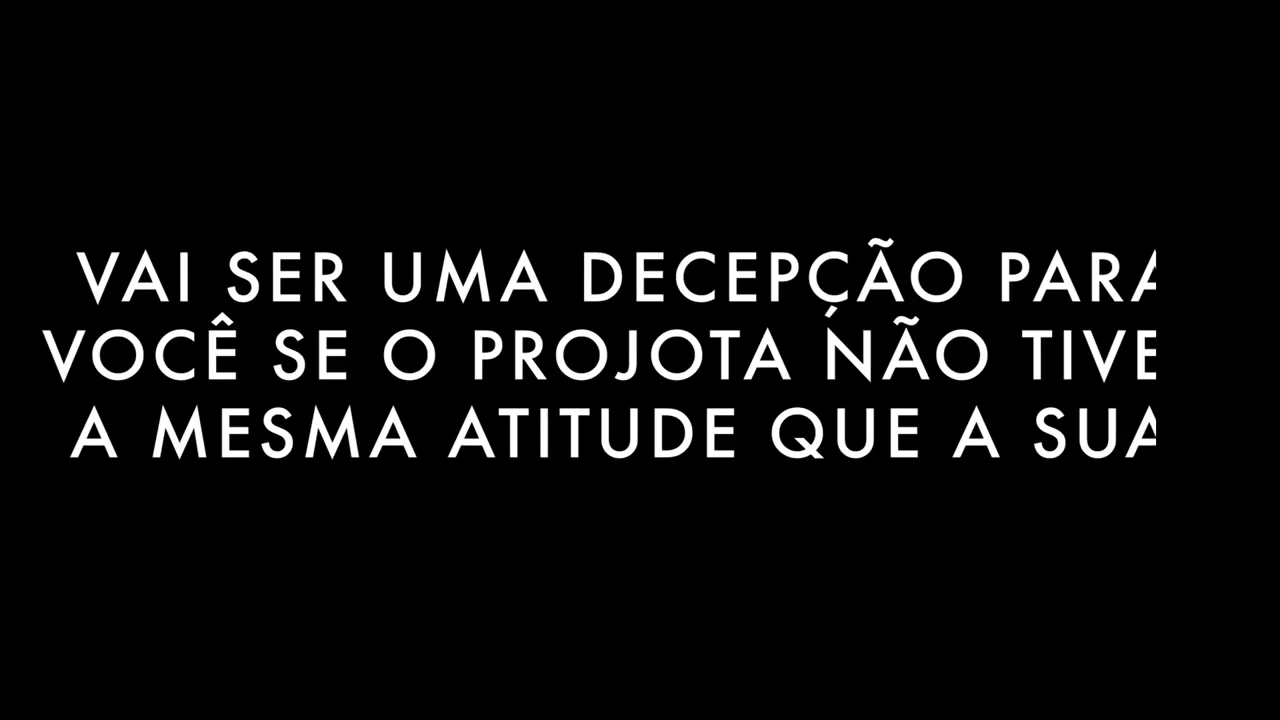 VAI SER UMA DECEPÇÃO PARA
VOCÊ SE O PROJOTA NÃO TIVE
A MESMA ATITUDE QUE A SUA